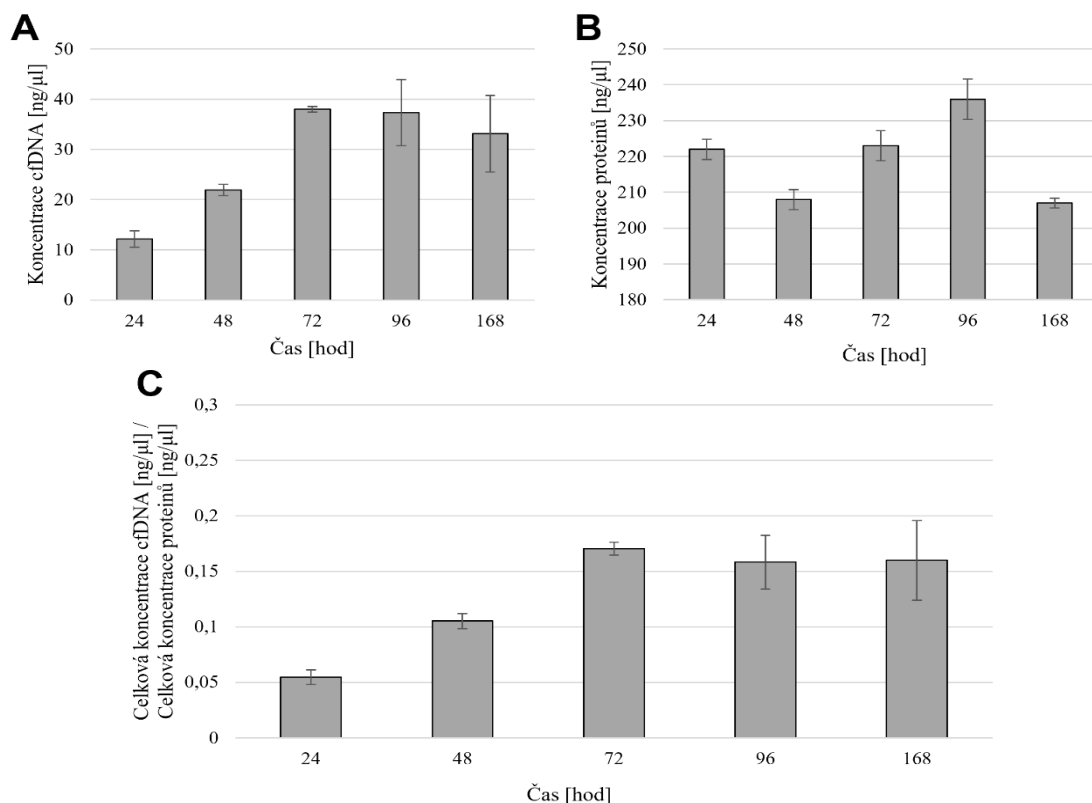 A
Koncentrace cfDNA [ng/µl]
50
40
30
20
10
0
24 48 72 96 168
Čas [hod]
B
Koncentrace proteinů [ng/µl]
250
240
230
220
210
200
190
180
24 48 72 96 168
Čas [hod]
C
Celková koncentrace cfDNA [ng/µl] /
Celková koncentrace proteinů [ng/µl]
0,3
0,25
0,2
0,15
0,1
0,05
0
24 48 72 96 168
Čas [hod]